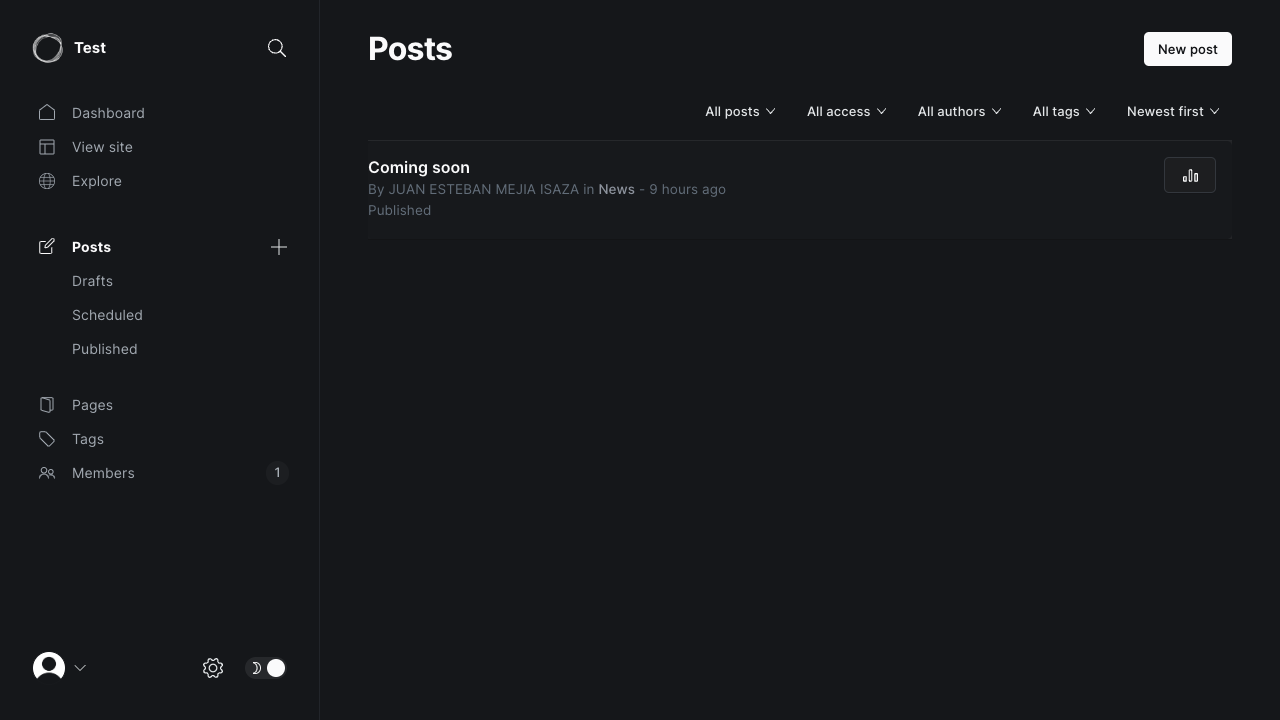 Test
Dashboard
View site
Explore
Posts
Drafts
Scheduled
Published
Pages
Tags
Members
1
Posts
New post
All posts
All access
All authors
All tags
Newest first
Coming soon
By JUAN ESTEBAN MEJIA ISAZA in News - 9 hours ago
Published